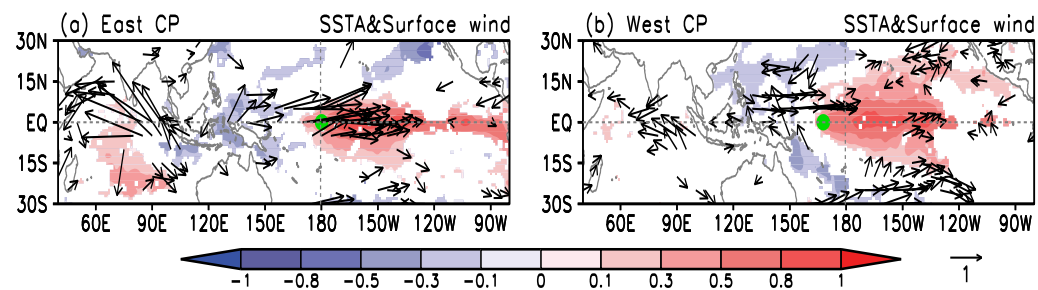 (a) East CP SSTA&Surface wind
30N
15N
EQ
15S
30S
60E 90E 120E 150E 180 150W 120W 90W
(b) West CP SSTA&Surface wind
30N
15N
EQ
15S
30S
60E 90E 120E 150E 180 150W 120W 90W
-1 -0.8 -0.5 -0.3 -0.1 0 0.1 0.3 0.5 0.8 1
1